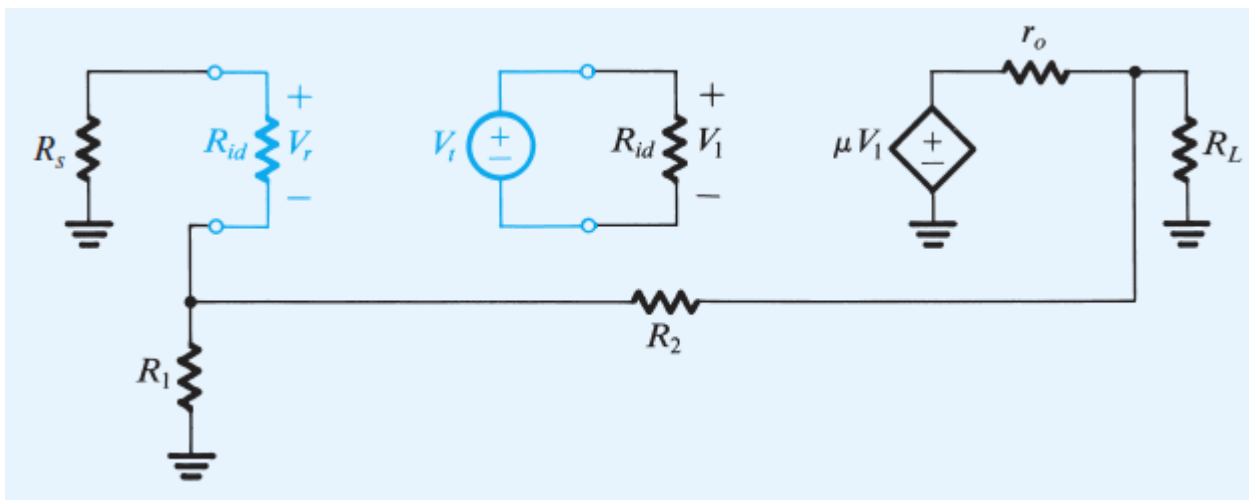 r_o
R_s
R_id
+
V_r
−
V_t
+
−
R_id
+
V_1
−
μV_1
+
−
R_L
R_2
R_1